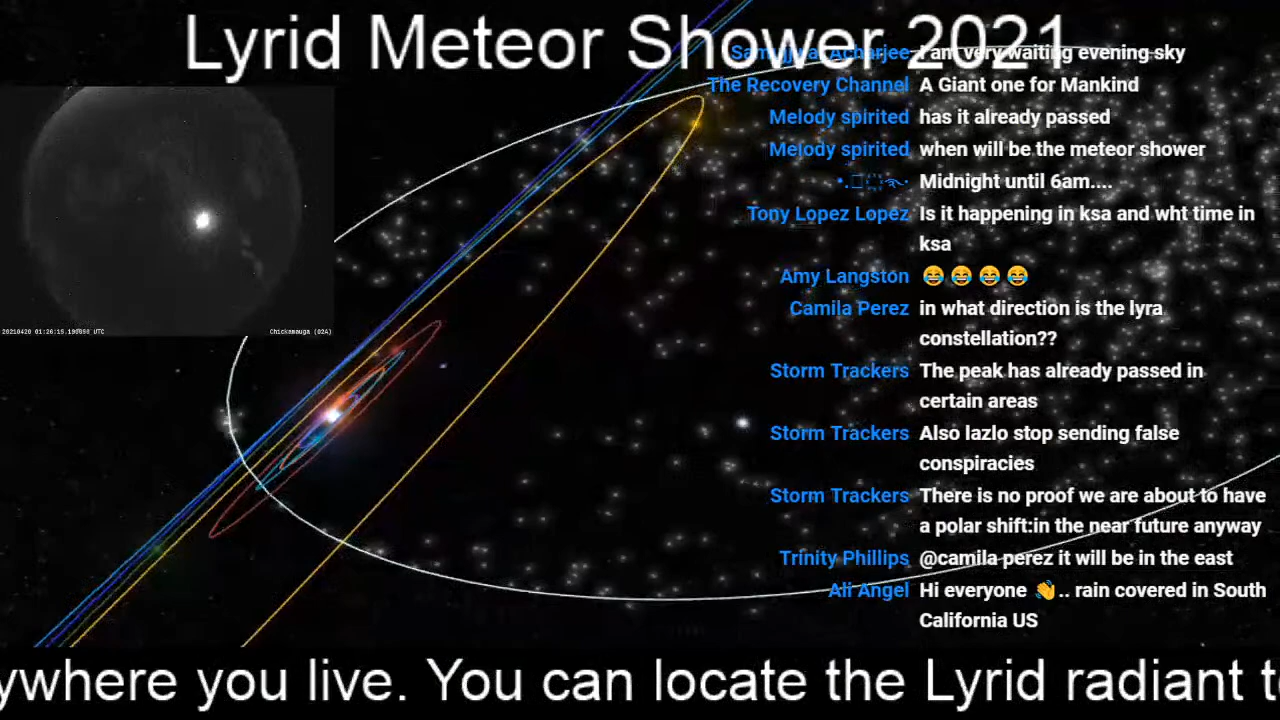 Lyrid Meteor Shower 2021
Acharjee I am very waiting evening sky
The Recovery Channel A Giant one for Mankind
Melody spirited has it already passed
Melody spirited when will be the meteor shower
Midnight until 6am....
Tony Lopez Lopez Is it happening in ksa and wht time in
ksa
Amy Langston 😂 😂 😂 😂
Camila Perez in what direction is the lyra
constellation??
Storm Trackers The peak has already passed in
certain areas
Storm Trackers Also lazlo stop sending false
conspiracies
Storm Trackers There is no proof we are about to have
a polar shift:in the near future anyway
Trinity Phillips @camila perez it will be in the east
Ali Angel Hi everyone 👋.. rain covered in South
California US
Chickamauga (02A)
ywhere you live. You can locate the Lyrid radiant t